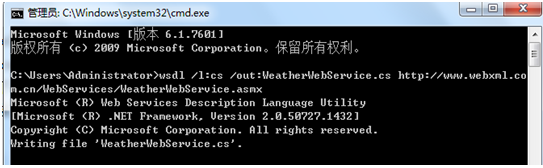 管理员: C:\Windows\system32\cmd.exe
Microsoft Windows [版本 6.1.7601]
版权所有 (c) 2009 Microsoft Corporation。保留所有权利。
C:\Users\Administrator>wsdl /l:cs /out:WeatherWebService.cs http://www.webxml.co
m.cn/WebServices/WeatherWebService.asmx
Microsoft (R) Web Services Description Language Utility
[Microsoft (R) .NET Framework, Version 2.0.50727.1432]
Copyright (C) Microsoft Corporation. All rights reserved.
Writing file 'WeatherWebService.cs'.